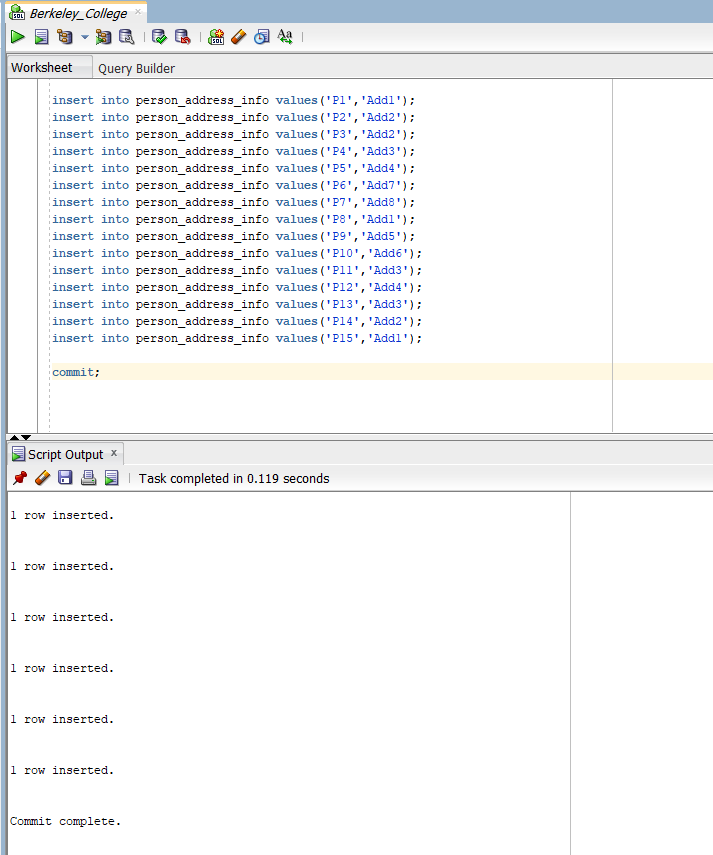 Berkeley_College
Worksheet Query Builder
insert into person_address_info values('P1','Add1');
insert into person_address_info values('P2','Add2');
insert into person_address_info values('P3','Add2');
insert into person_address_info values('P4','Add3');
insert into person_address_info values('P5','Add4');
insert into person_address_info values('P6','Add7');
insert into person_address_info values('P7','Add8');
insert into person_address_info values('P8','Add1');
insert into person_address_info values('P9','Add5');
insert into person_address_info values('P10','Add6');
insert into person_address_info values('P11','Add3');
insert into person_address_info values('P12','Add4');
insert into person_address_info values('P13','Add3');
insert into person_address_info values('P14','Add2');
insert into person_address_info values('P15','Add1');
commit;
Script Output x
Task completed in 0.119 seconds
1 row inserted.
1 row inserted.
1 row inserted.
1 row inserted.
1 row inserted.
1 row inserted.
Commit complete.